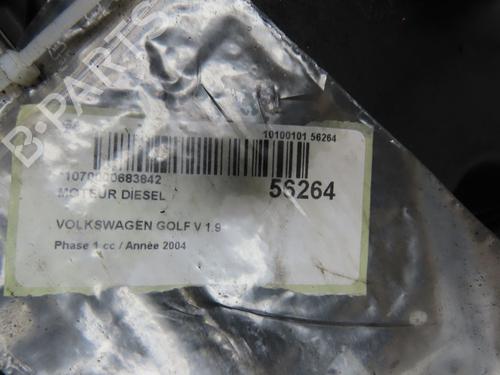 10100101 56264
*1070000683842
56264
MOTEUR DIESEL
VOLKSWAGEN GOLF V 1.9
Phase 1 cc / Année 2004
B-PARTS